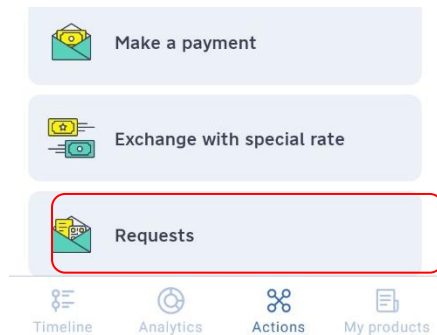 Make a payment
Exchange with special rate
Requests
Timeline Analytics Actions My products